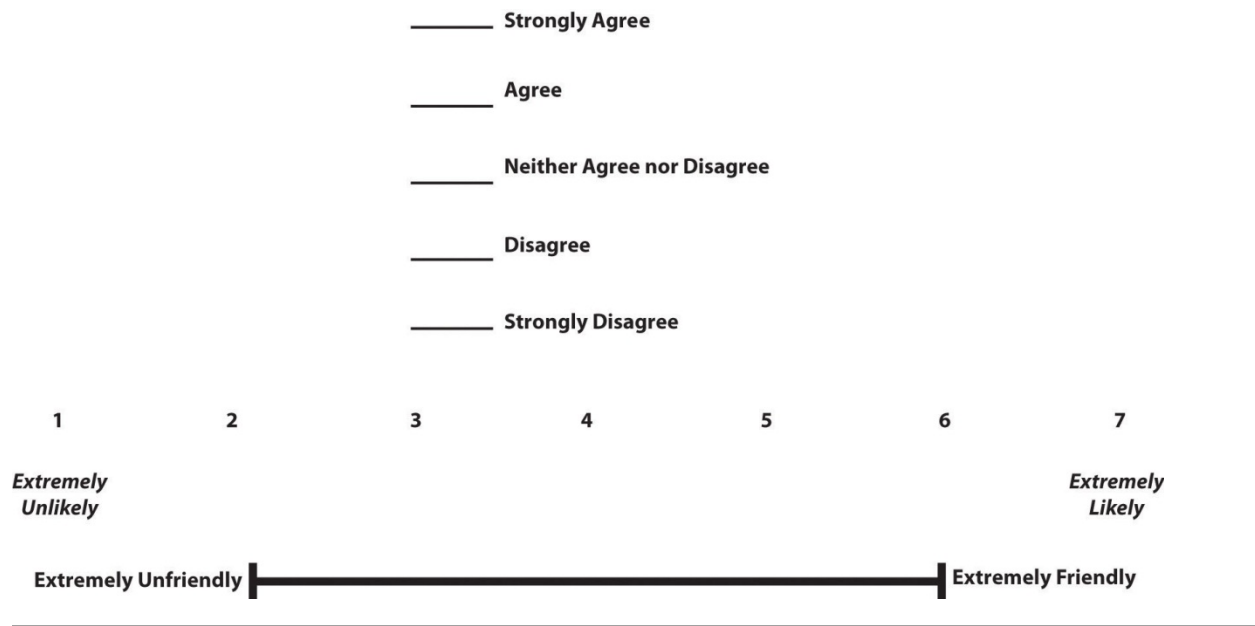 Strongly Agree
Agree
Neither Agree nor Disagree
Disagree
Strongly Disagree
1 2 3 4 5 6 7
Extremely Unlikely
Extremely Likely
Extremely Unfriendly Extremely Friendly